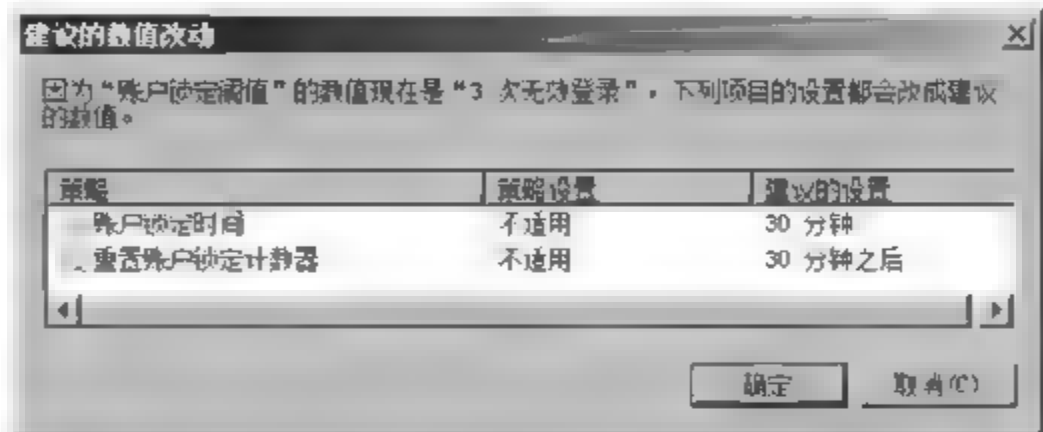 建议的数值改动
因为“账户锁定阈值”的数值现在是“3 次无效登录”，下列项目的设置都会改成建议
的数值。
策略 策略设置 建议的设置
账户锁定时间 不适用 30 分钟
重置账户锁定计数器 不适用 30 分钟之后
确定 取消(C)